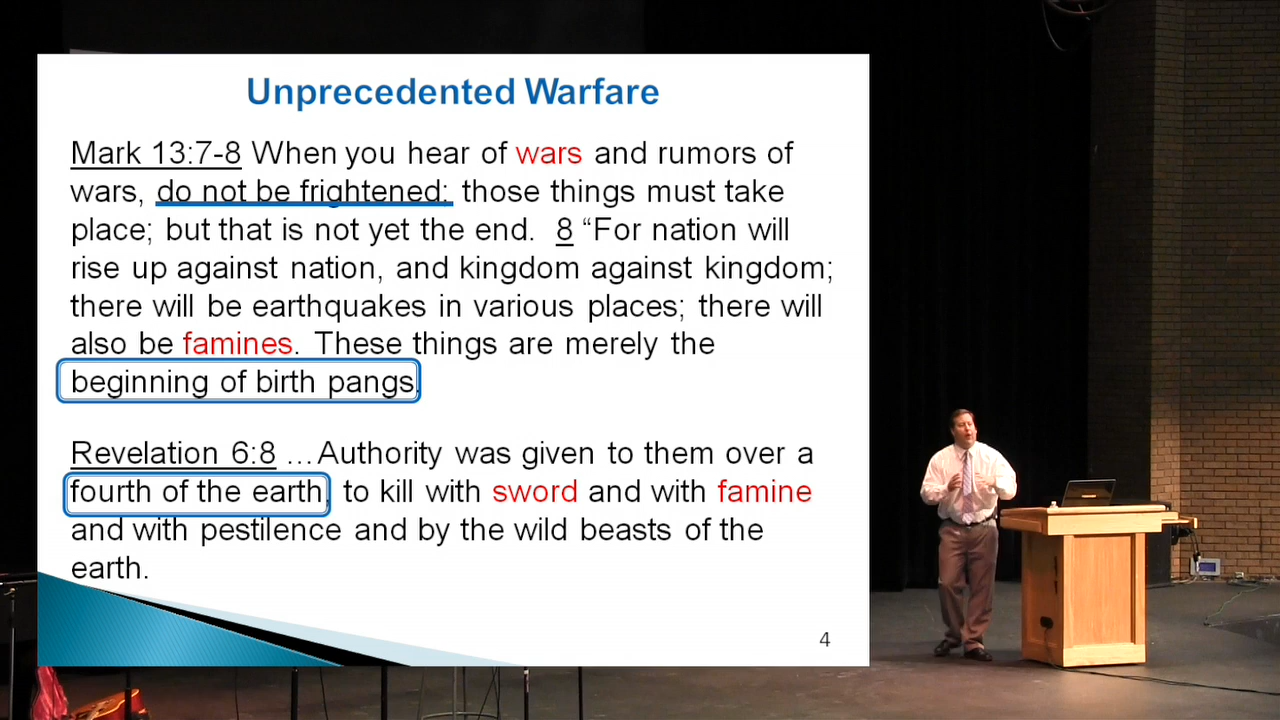 Unprecedented Warfare
Mark 13:7-8 When you hear of wars and rumors of
wars, do not be frightened: those things must take
place; but that is not yet the end. 8 “For nation will
rise up against nation, and kingdom against kingdom;
there will be earthquakes in various places; there will
also be famines. These things are merely the
beginning of birth pangs.
Revelation 6:8 ...Authority was given to them over a
fourth of the earth, to kill with sword and with famine
and with pestilence and by the wild beasts of the
earth.
4